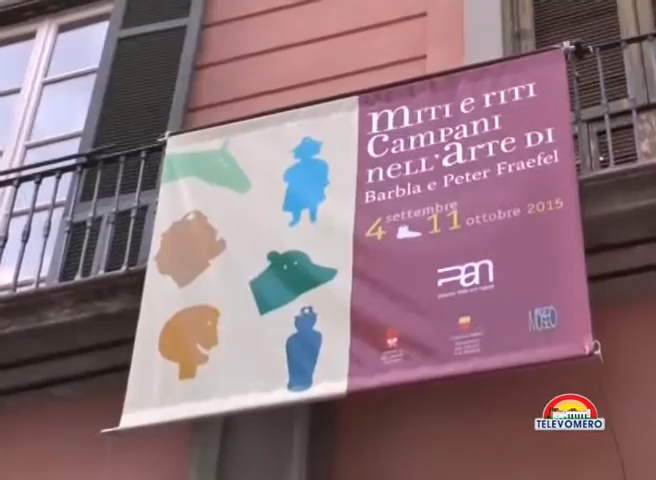 Miti e riti
Campani
nell'Arte di
Barbla e Peter Fraefel
4 settembre 11 ottobre 2015
Pan
MUSEO
TELEVOMERO